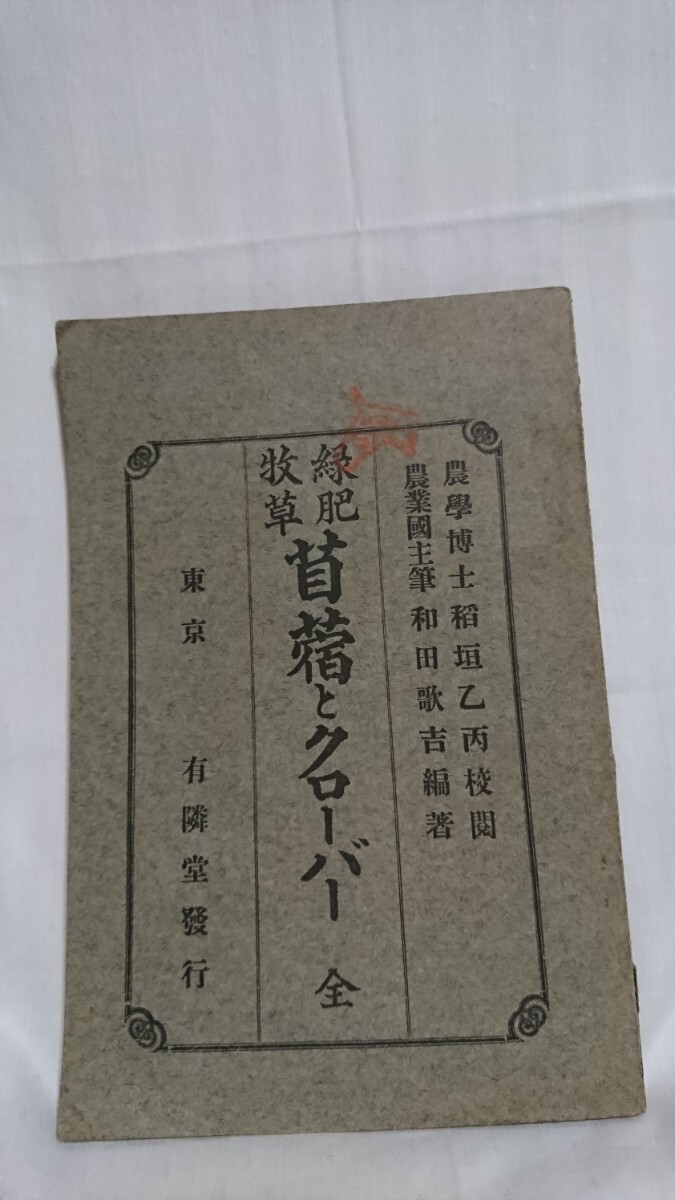 農學博士稲垣乙丙校閲
農業國主筆和田歌吉編著
緑肥
牧草
苜蓿とクローバー 全
東京 有隣堂發行